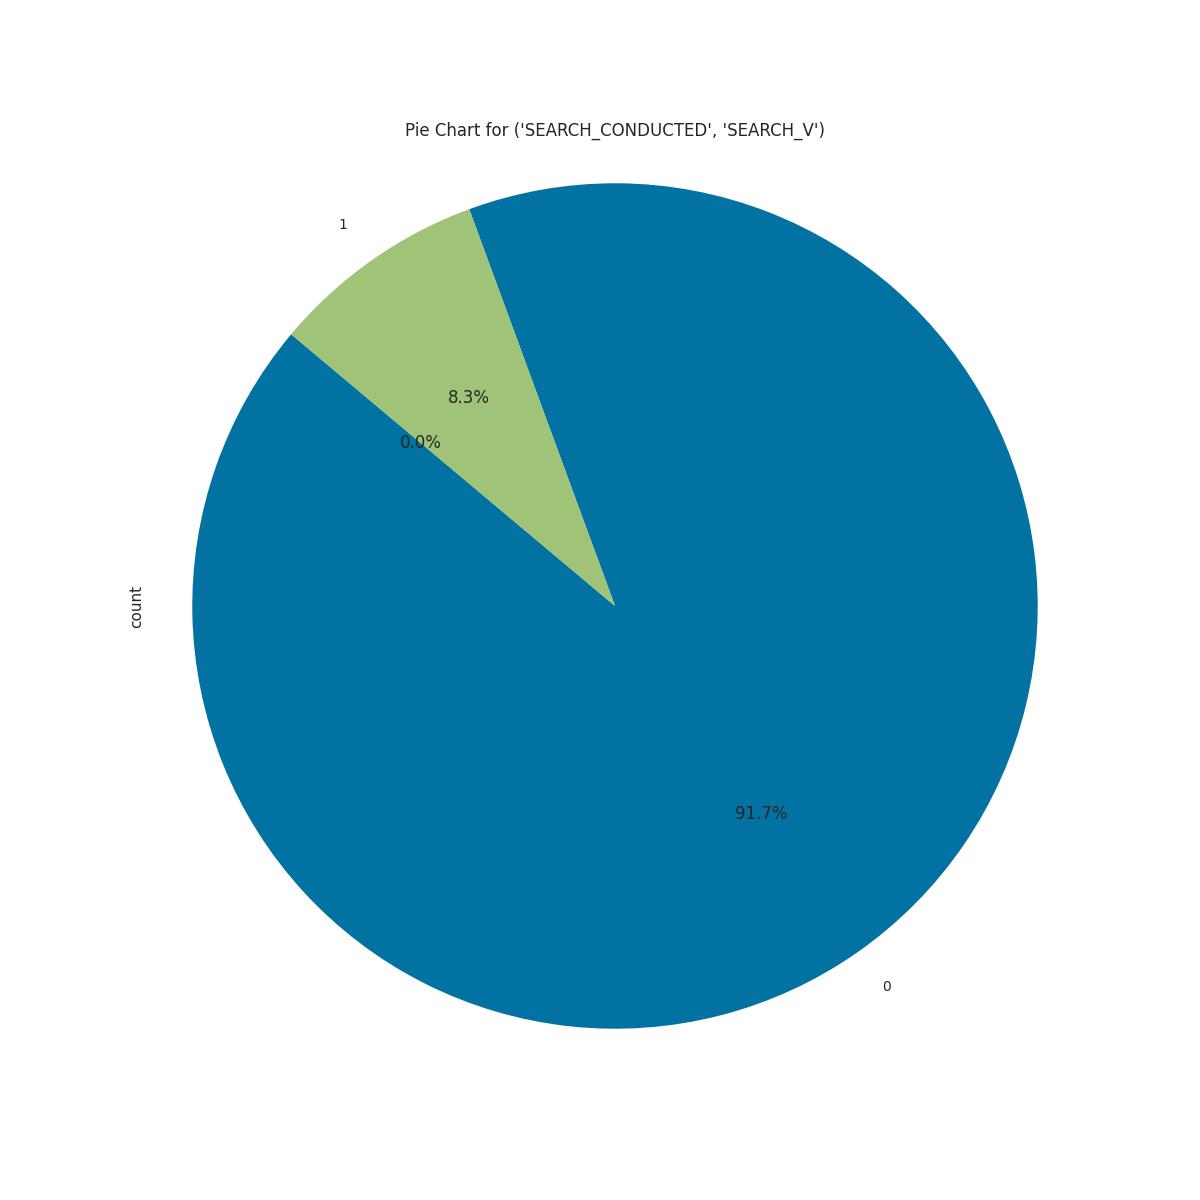 Pie Chart for ('SEARCH_CONDUCTED', 'SEARCH_V')
1
8.3%
0.0%
count
91.7%
0